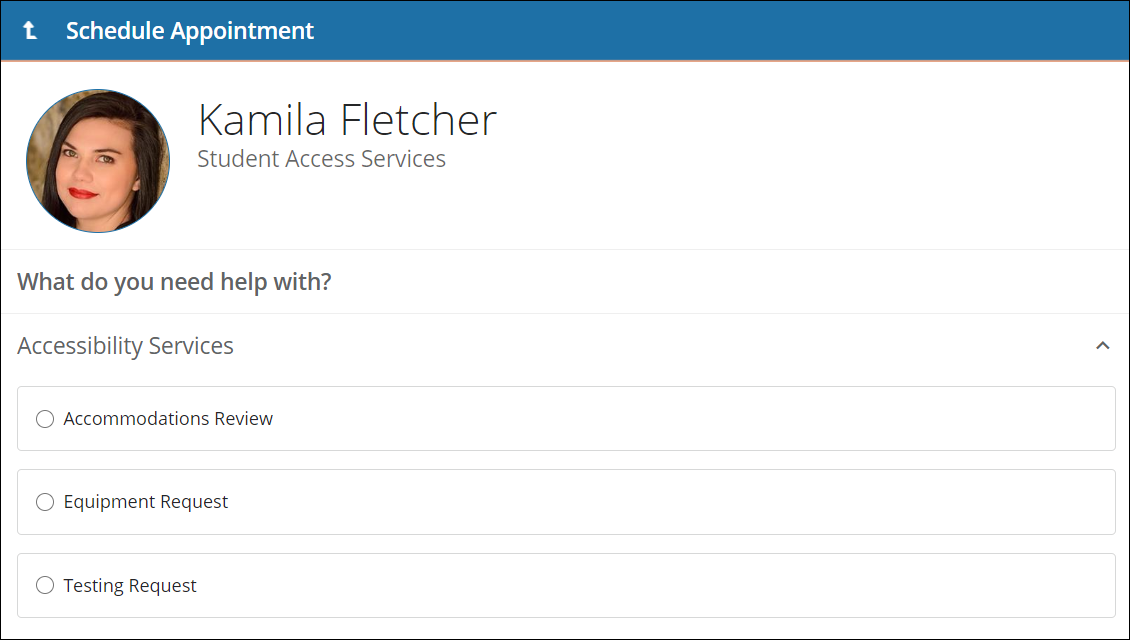 Schedule Appointment
Kamila Fletcher
Student Access Services
What do you need help with?
Accessibility Services
Accommodations Review
Equipment Request
Testing Request